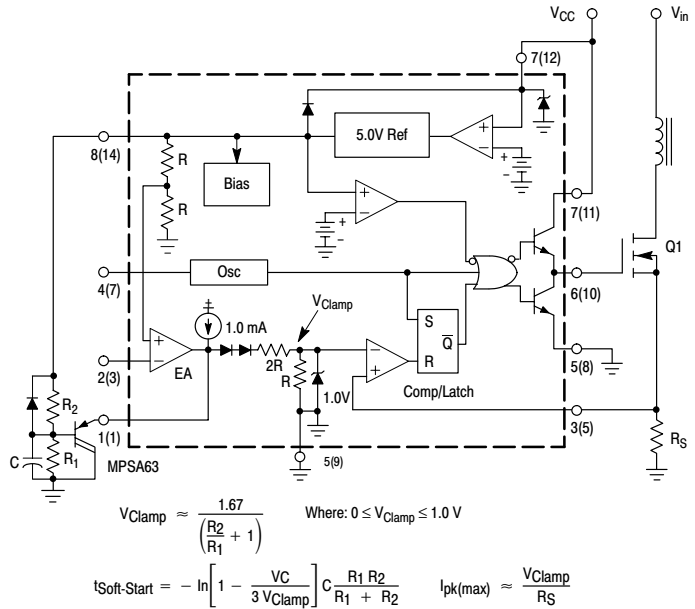 VCC
Vin
7(12)
5.0V Ref
+
–
+
–
8(14)
R
Bias
R
+
–
+
–
7(11)
Q1
4(7)
Osc
6(10)
VClamp
+
1.0 mA
S
Q
R
2R
R
1.0V
–
+
Comp/Latch
5(8)
2(3)
+
–
EA
3(5)
R2
1(1)
C
R1
MPSA63
5(9)
RS
VClamp ≈ 1.67 / (R2/R1 + 1) Where: 0 ≤ VClamp ≤ 1.0 V
tSoft-Start = – ln[1 – VC / 3 VClamp] C R1 R2 / R1 + R2 Ipk(max) ≈ VClamp / RS